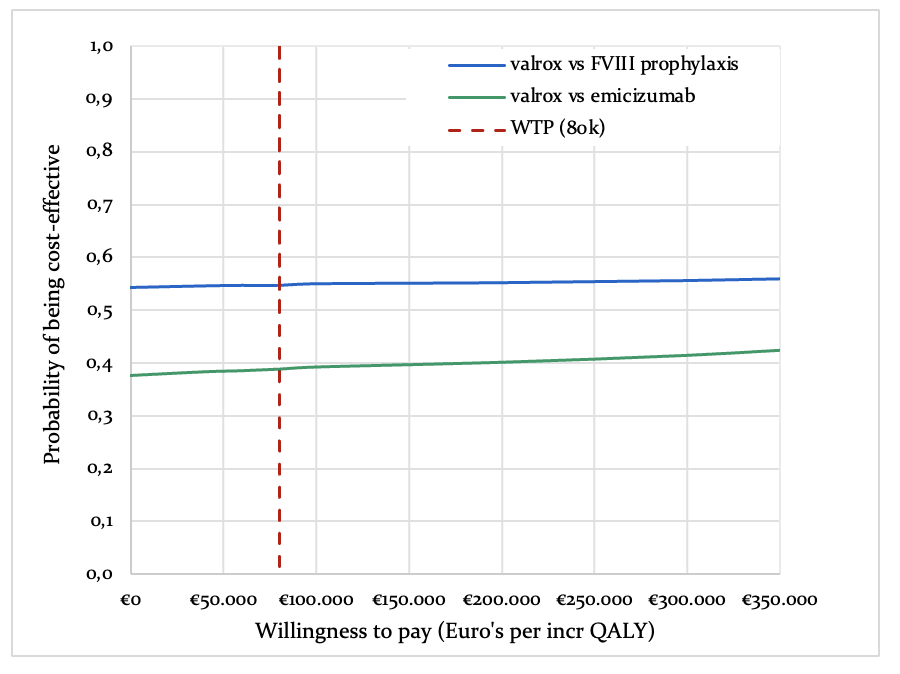 1,0
0,9
0,8
0,7
0,6
0,5
0,4
0,3
0,2
0,1
0,0
Probability of being cost-effective
valrox vs FVIII prophylaxis
valrox vs emicizumab
WTP (80k)
€0 €50.000 €100.000 €150.000 €200.000 €250.000 €300.000 €350.000
Willingness to pay (Euro's per incr QALY)